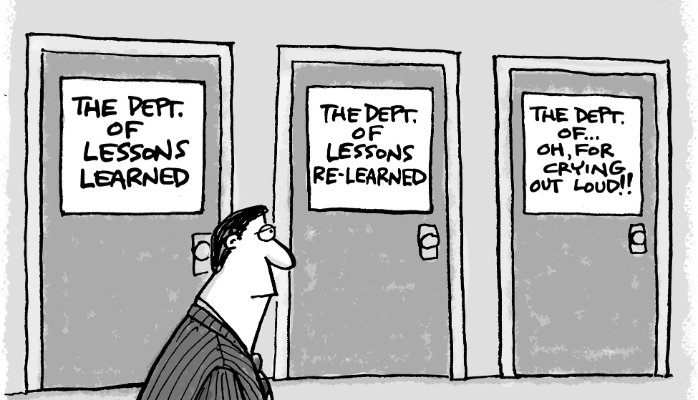 THE DEPT.
OF
LESSONS
LEARNED
THE DEPT.
OF
LESSONS
RE-LEARNED
THE DEPT.
OF...
OH, FOR
CRYING
OUT LOUD!!